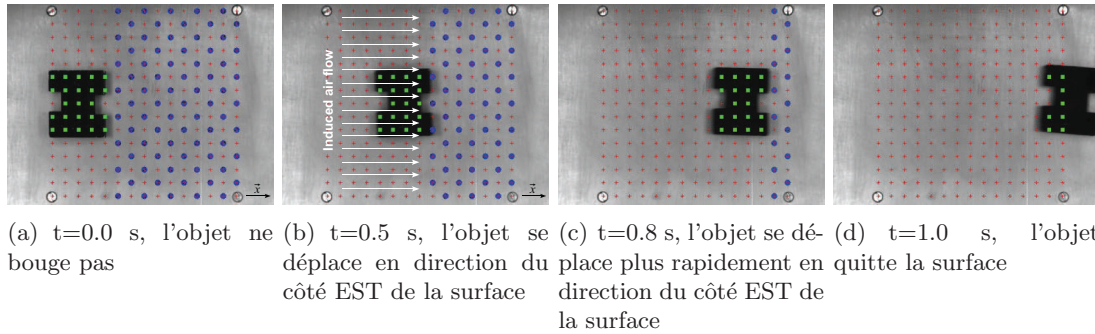 Induced air flow
x
x
(a) t=0.0 s, l'objet ne
bouge pas
(b) t=0.5 s, l'objet se
déplace en direction du
côté EST de la surface
(c) t=0.8 s, l'objet se dé-
place plus rapidement en
direction du côté EST de
la surface
(d) t=1.0 s, l'objet
quitte la surface